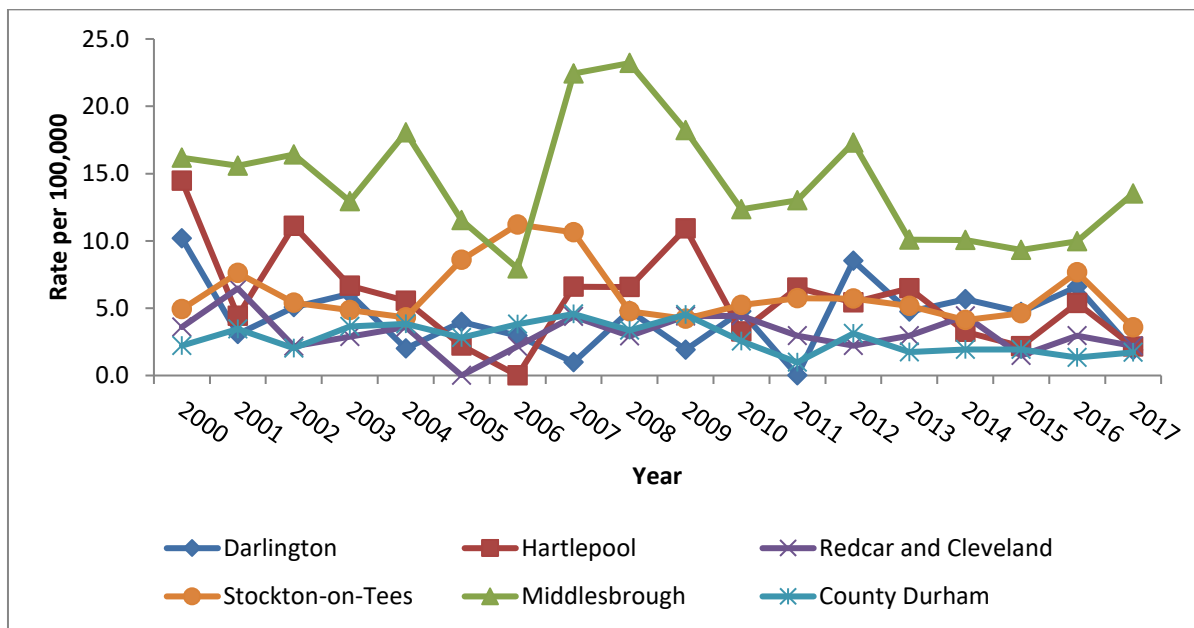 25.0
20.0
15.0
10.0
5.0
0.0
Rate per 100,000
2000 2001 2002 2003 2004 2005 2006 2007 2008 2009 2010 2011 2012 2013 2014 2015 2016 2017
Year
Darlington Hartlepool Redcar and Cleveland
Stockton-on-Tees Middlesbrough County Durham